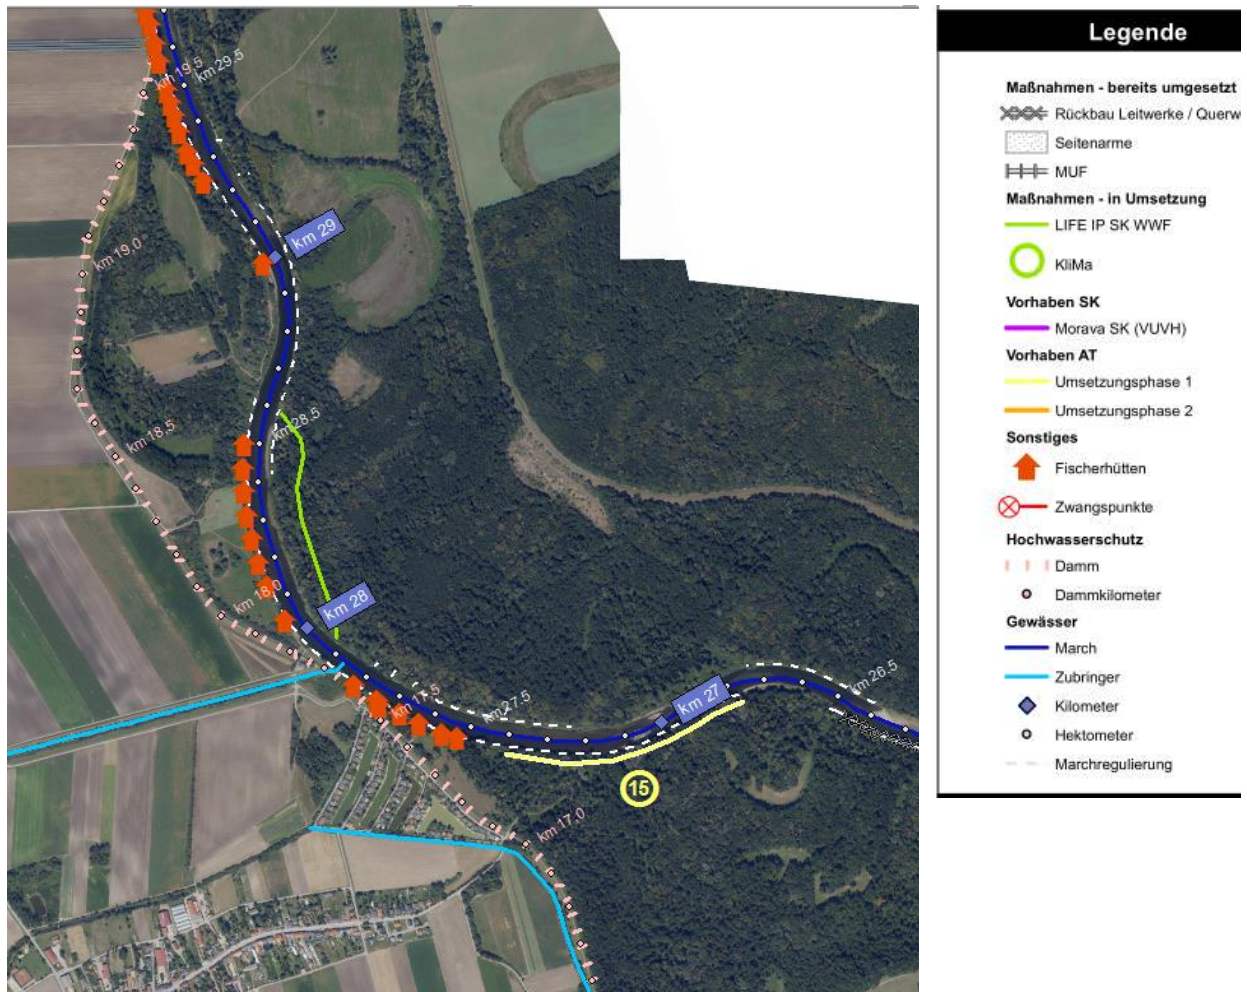 km 19.5
km 29.5
km 29
km 19.0
km 28.5
km 18.5
km 28
km 18.0
km 26.5
km 27
km 27.5
km 17.5
15
km 17.0
Legende
Maßnahmen - bereits umgesetzt
Rückbau Leitwerke / Querw
Seitenarme
MUF
Maßnahmen - in Umsetzung
LIFE IP SK WWF
KliMa
Vorhaben SK
Morava SK (VUVH)
Vorhaben AT
Umsetzungsphase 1
Umsetzungsphase 2
Sonstiges
Fischerhütten
Zwangspunkte
Hochwasserschutz
Damm
Dammkilometer
Gewässer
March
Zubringer
Kilometer
Hektometer
Marchregulierung